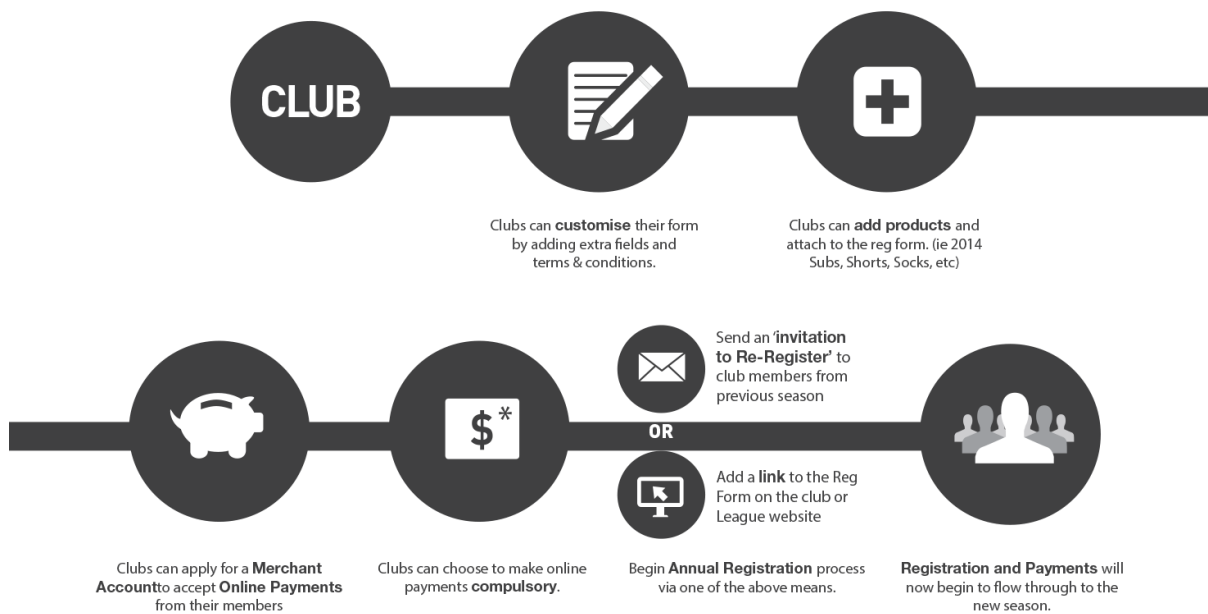 CLUB
Clubs can customise their form
by adding extra fields and
terms & conditions.
Clubs can add products and
attach to the reg form. (ie 2014
Subs, Shorts, Socks, etc)
$*
Send an ‘invitation
to Re-Register’ to
club members from
previous season
OR
Add a link to the Reg
Form on the club or
League website
Clubs can apply for a Merchant
Accountto accept Online Payments
from their members
Clubs can choose to make online
payments compulsory.
Begin Annual Registration process
via one of the above means.
Registration and Payments will
now begin to flow through to the
new season.